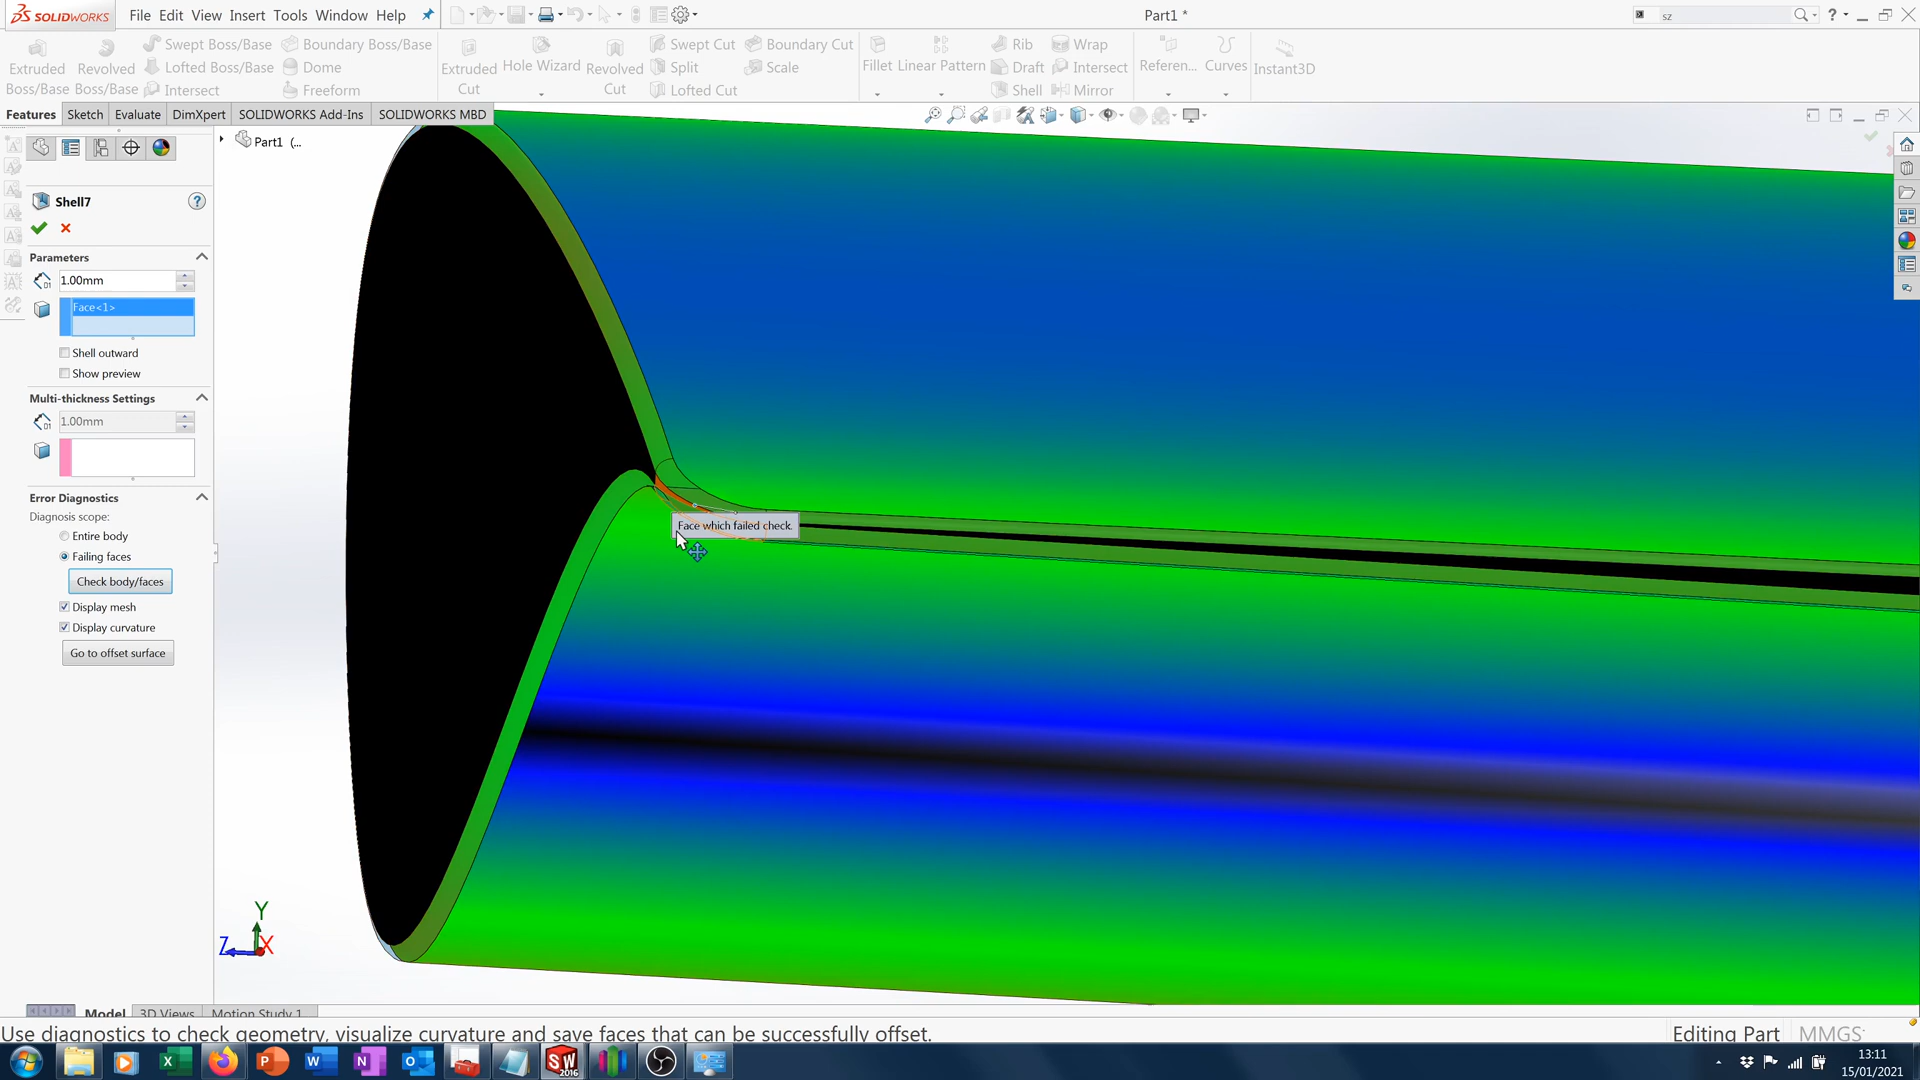 SOLIDWORKS File Edit View Insert Tools Window Help Part1 * sz ?
Extruded Boss/Base
Revolved Boss/Base
Swept Boss/Base
Lofted Boss/Base
Intersect
Boundary Boss/Base
Dome
Freeform
Extruded Cut
Hole Wizard
Revolved Cut
Swept Cut
Split
Lofted Cut
Boundary Cut
Scale
Fillet
Linear Pattern
Rib
Draft
Shell
Wrap
Intersect
Mirror
Referen...
Curves
Instant3D
Features Sketch Evaluate DimXpert SOLIDWORKS Add-Ins SOLIDWORKS MBD
Part1 (...
Shell7 ?
Parameters
D1 1.00mm
Face<1>
Shell outward
Show preview
Multi-thickness Settings
D1 1.00mm
Error Diagnostics
Diagnosis scope:
Entire body
Failing faces
Check body/faces
Display mesh
Display curvature
Go to offset surface
Face which failed check.
Y
Z X
Model 3D Views Motion Study 1
Use diagnostics to check geometry, visualize curvature and save faces that can be successfully offset. Editing Part MMGS
SW 2016
13:11
15/01/2021